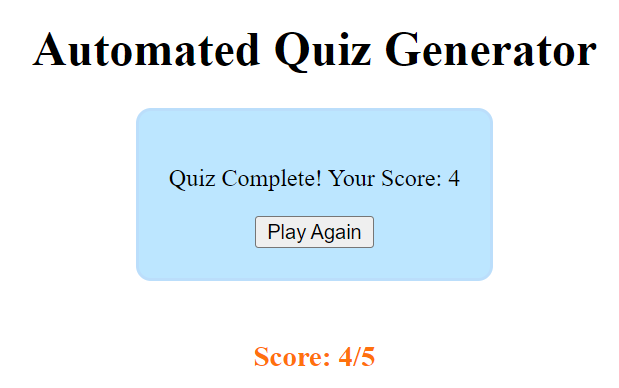 Automated Quiz Generator
Quiz Complete! Your Score: 4
Play Again
Score: 4/5